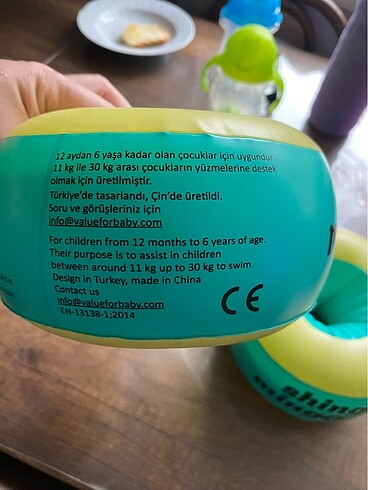 12 aydan 6 yaşa kadar olan çocuklar için uygundur.
11 kg ile 30 kg arası çocukların yüzmelerine destek
olmak için üretilmiştir.
Türkiye'de tasarlandı, Çin'de üretildi.
Soru ve görüşleriniz için
info@valueforbaby.com
For children from 12 months to 6 years of age.
Their purpose is to assist in children
between around 11 kg up to 30 kg to swim.
Design in Turkey, made in China
Contact us
info@valueforbaby.com
EN-13138-1;2014
CE